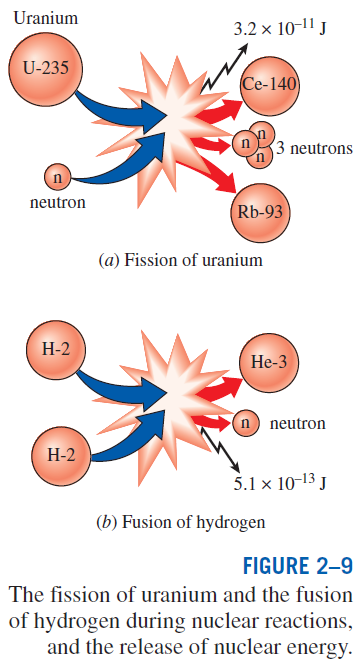 Uranium
3.2 × 10⁻¹¹ J
U-235
Ce-140
n
n
n
3 neutrons
n
neutron
Rb-93
(a) Fission of uranium
H-2
He-3
n
neutron
H-2
5.1 × 10⁻¹³ J
(b) Fusion of hydrogen
FIGURE 2–9
The fission of uranium and the fusion
of hydrogen during nuclear reactions,
and the release of nuclear energy.